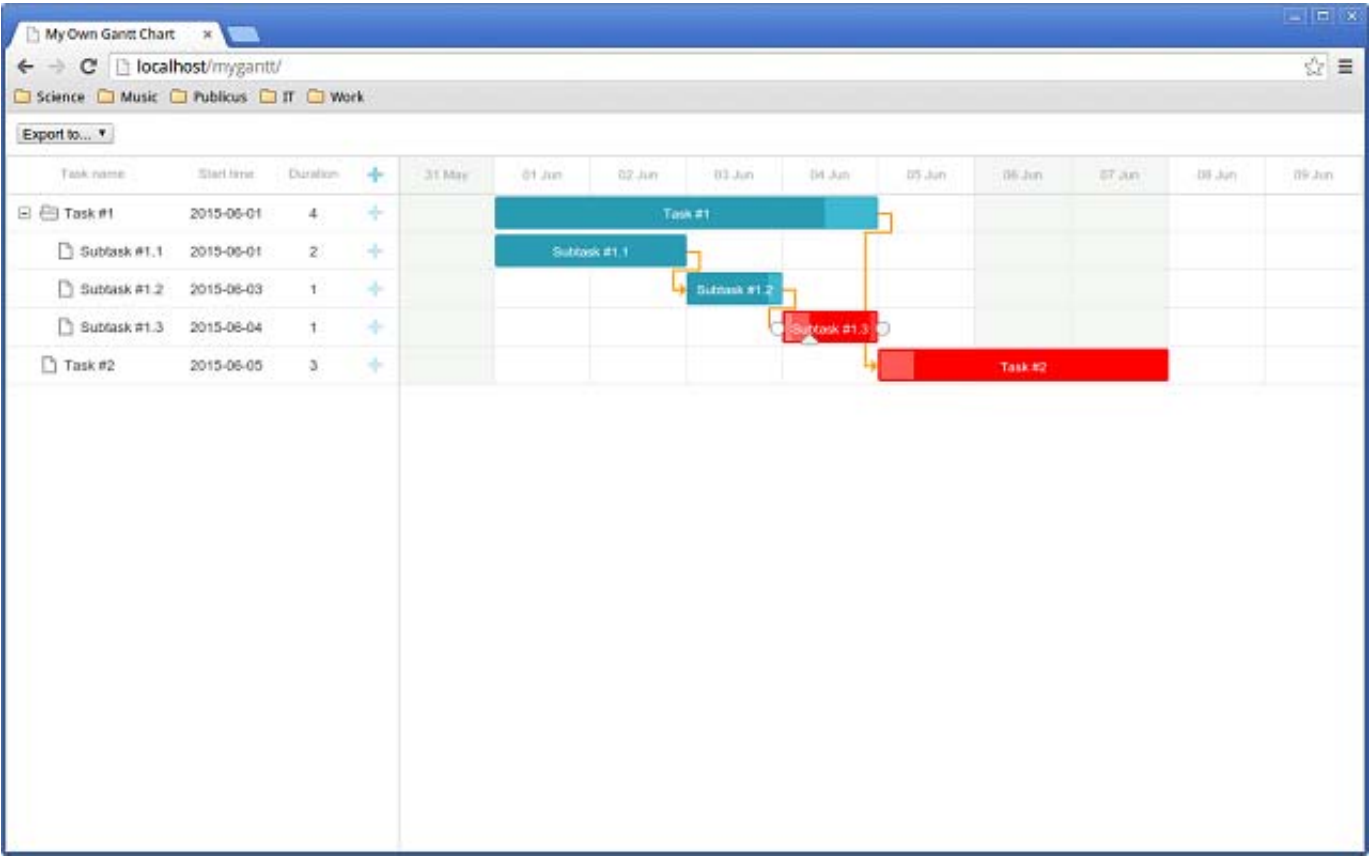 My Own Gantt Chart
localhost/mygantt/
Science Music Publicus IT Work
Export to...
Task name Start time Duration 31 May 01 Jun 02 Jun 03 Jun 04 Jun 05 Jun 06 Jun 07 Jun 08 Jun 09 Jun
Task #1 2015-06-01 4 Task #1
Subtask #1.1 2015-06-01 2 Subtask #1.1
Subtask #1.2 2015-06-03 1 Subtask #1.2
Subtask #1.3 2015-06-04 1 Subtask #1.3
Task #2 2015-06-05 3 Task #2